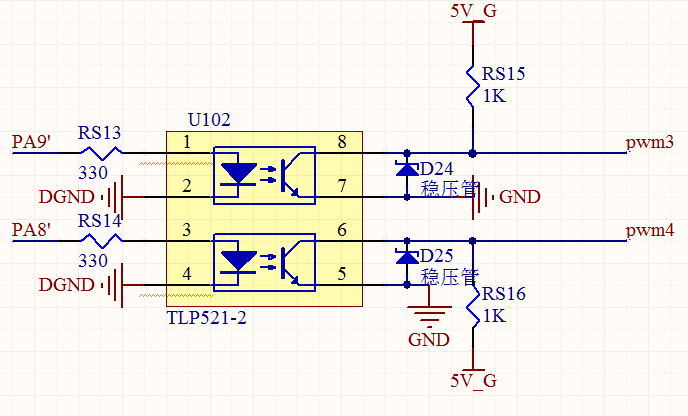 5V_G
RS15
1K
U102
PA9'
RS13
330
1
8
pwm3
D24
稳压管
DGND
2
7
GND
PA8'
RS14
330
3
6
pwm4
D25
稳压管
DGND
4
5
RS16
1K
TLP521-2
GND
5V_G